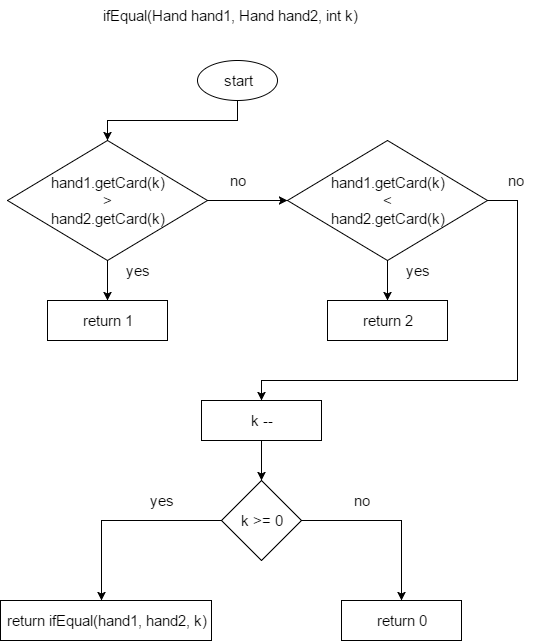 ifEqual(Hand hand1, Hand hand2, int k)
start
hand1.getCard(k)
>
hand2.getCard(k)
no
hand1.getCard(k)
<
hand2.getCard(k)
no
yes
yes
return 1
return 2
k --
yes
no
k >= 0
return ifEqual(hand1, hand2, k)
return 0